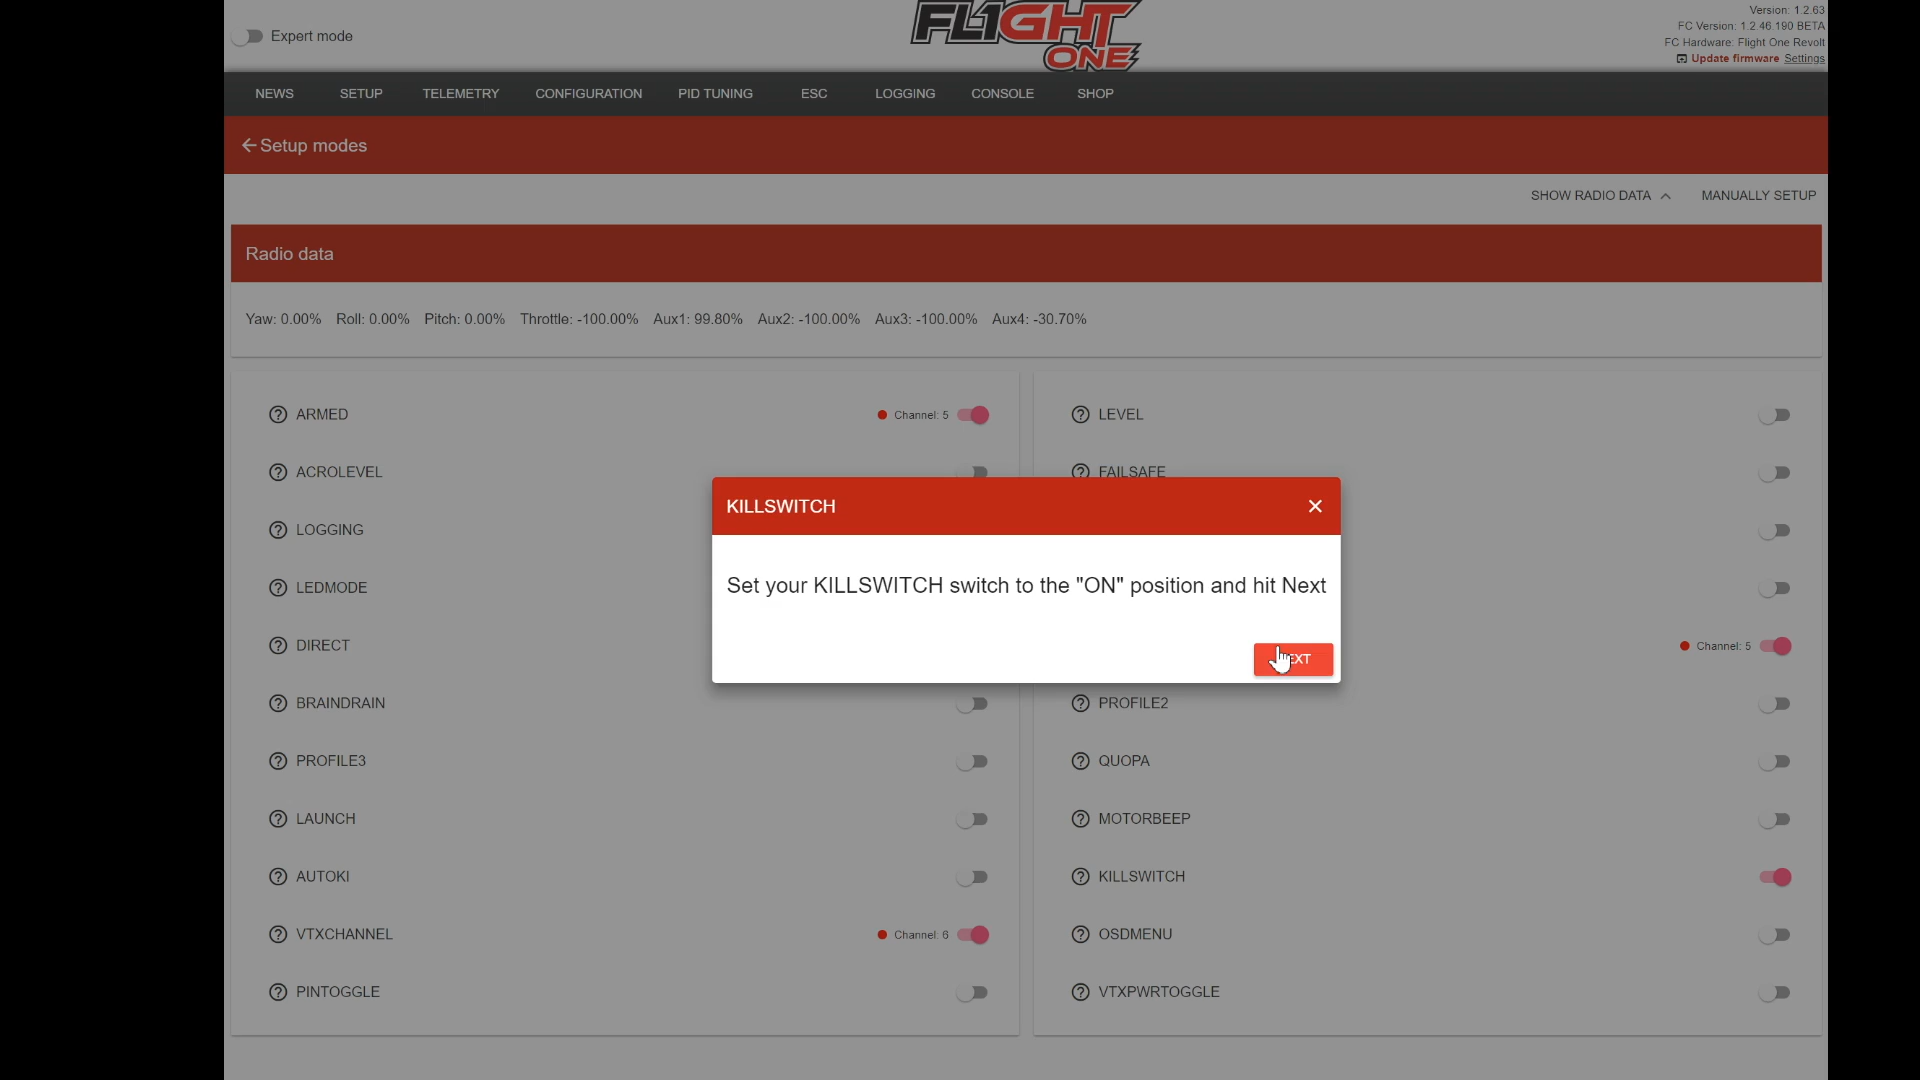 Expert mode
FLIGHT
ONE
Version: 1.2.63
FC Version: 1.2.46.190 BETA
FC Hardware: Flight One Revolt
Update firmware Settings
NEWS SETUP TELEMETRY CONFIGURATION PID TUNING ESC LOGGING CONSOLE SHOP
Setup modes
SHOW RADIO DATA MANUALLY SETUP
Radio data
Yaw: 0.00% Roll: 0.00% Pitch: 0.00% Throttle: -100.00% Aux1: 99.80% Aux2: -100.00% Aux3: -100.00% Aux4: -30.70%
ARMED Channel: 5 LEVEL
ACROLEVEL FAILSAFE
KILLSWITCH
LOGGING
Set your KILLSWITCH switch to the "ON" position and hit Next
LEDMODE
DIRECT Channel: 5
BRAINDRAIN PROFILE2
PROFILE3 QUOPA
LAUNCH MOTORBEEP
AUTOKI KILLSWITCH
VTXCHANNEL Channel: 6 OSDMENU
PINTOGGLE VTXPWRTOGGLE